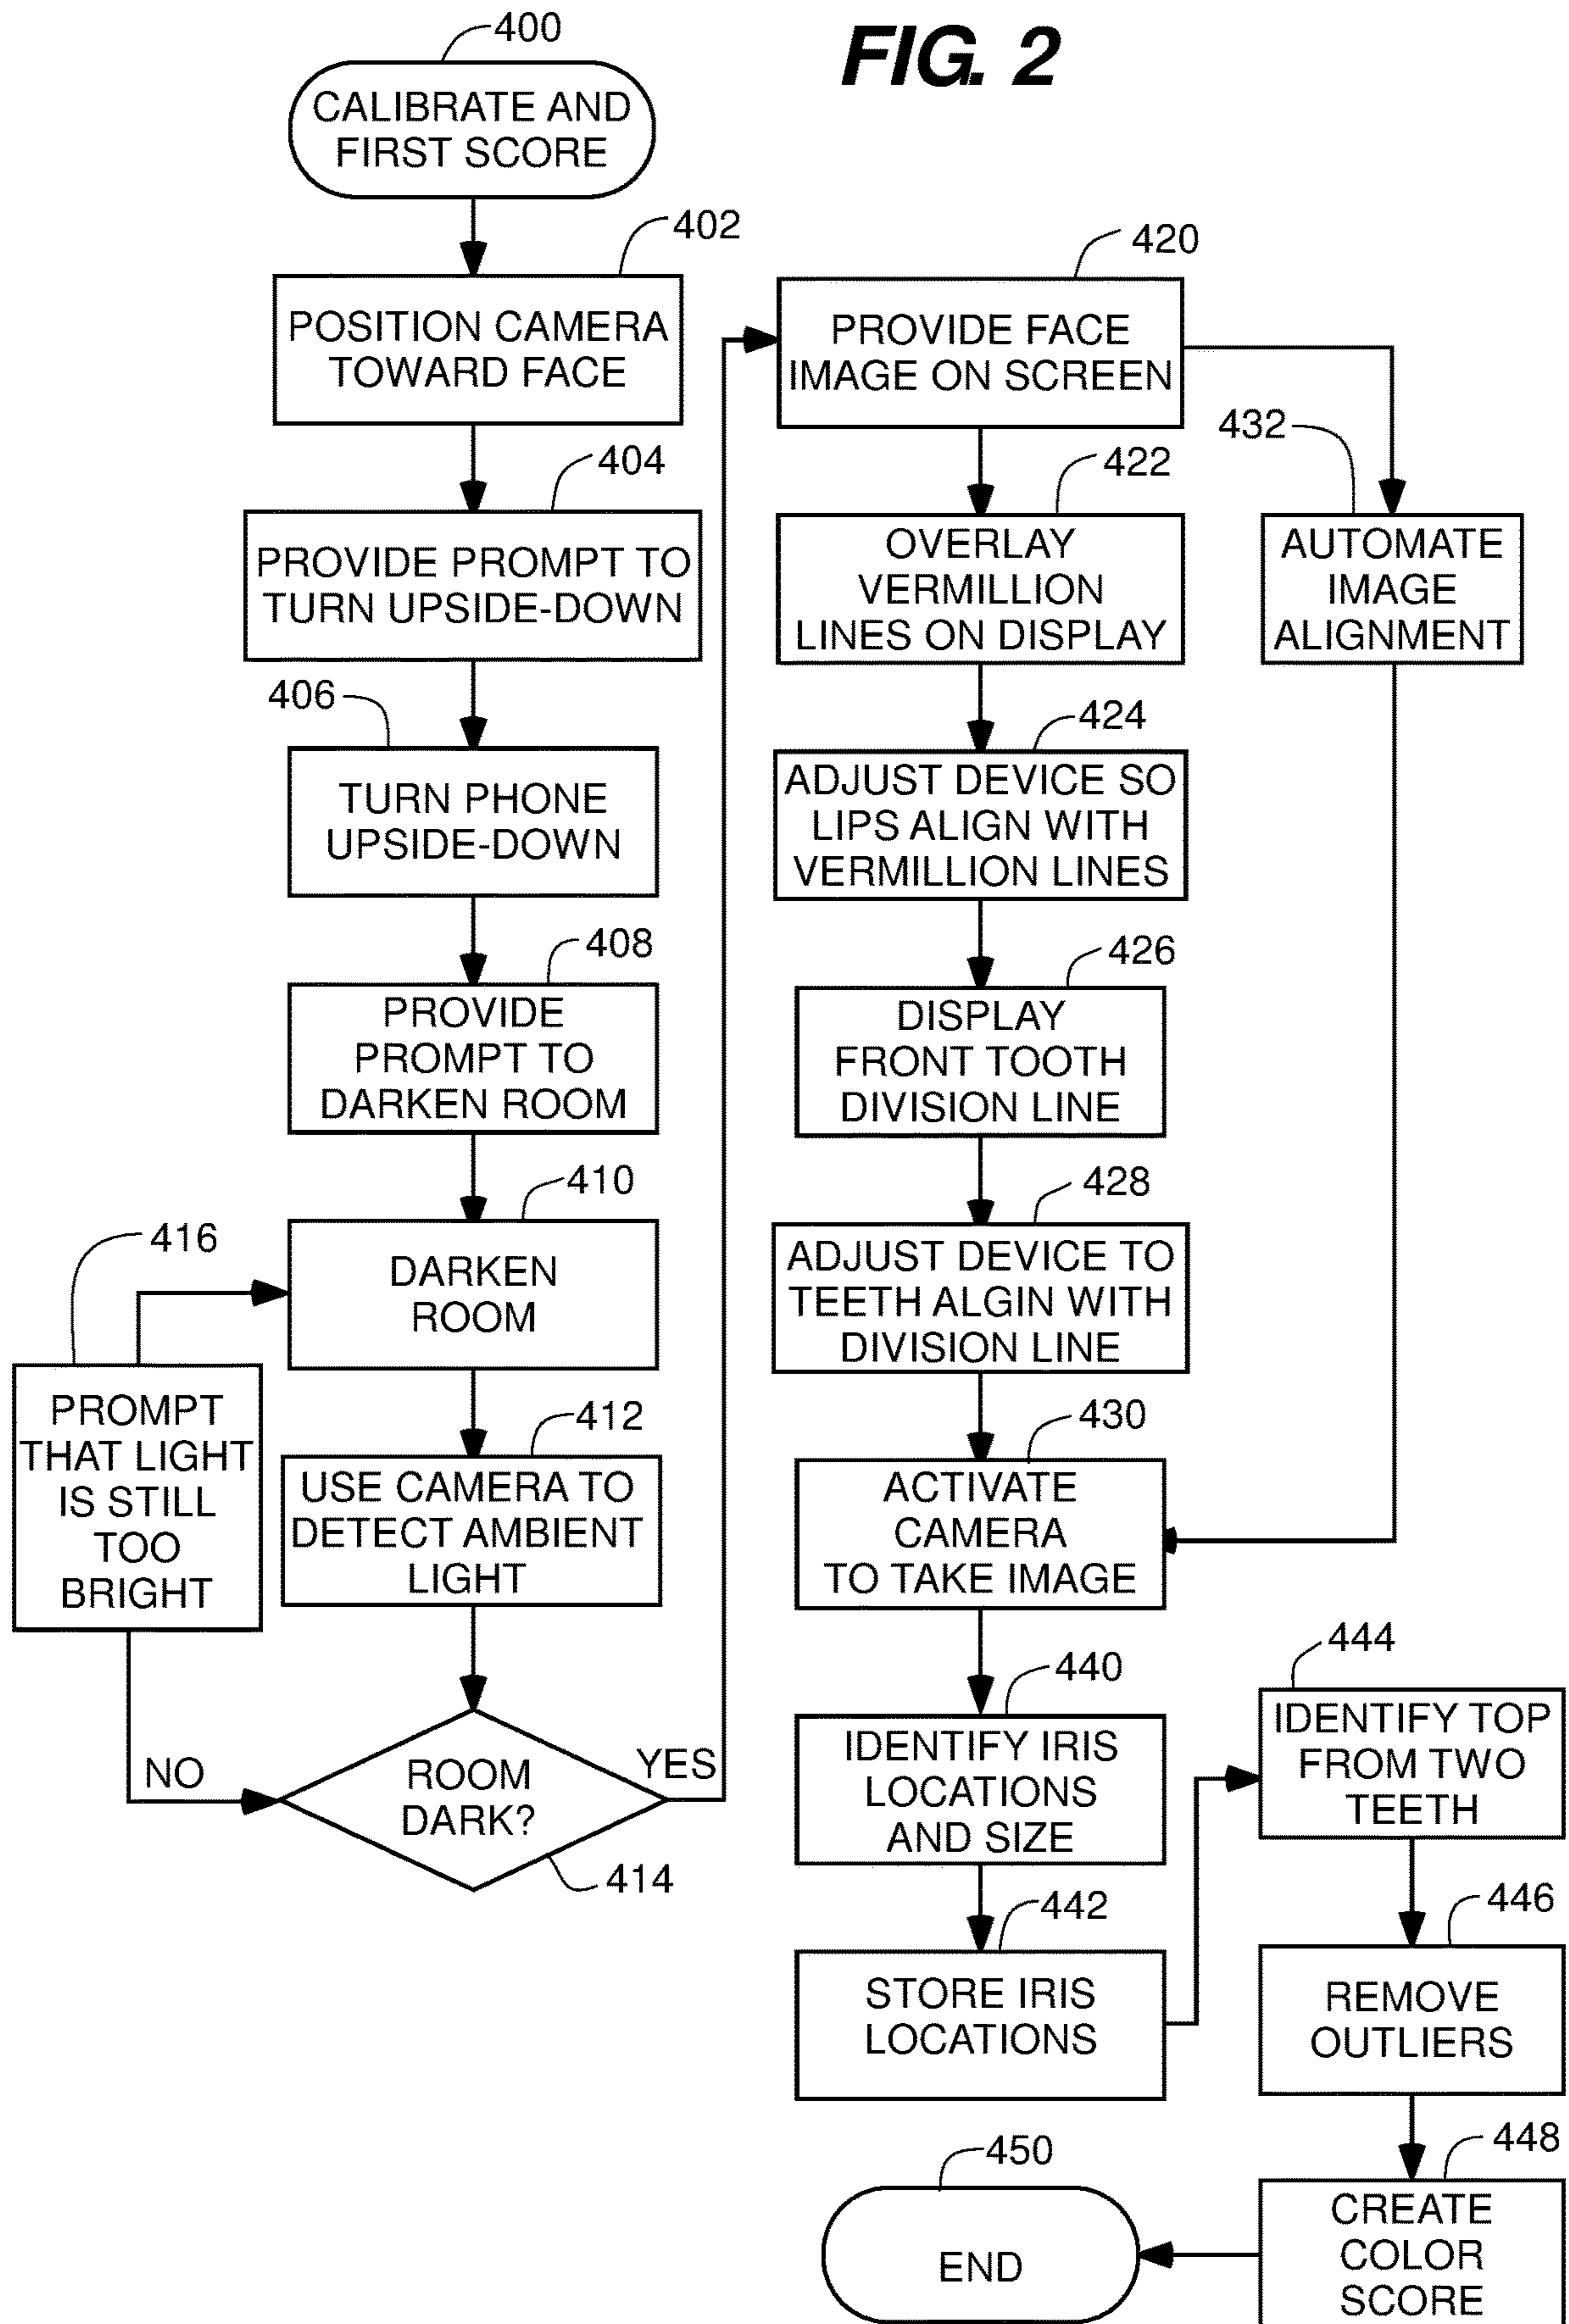 FIG. 2
400
CALIBRATE AND
FIRST SCORE
402
POSITION CAMERA
TOWARD FACE
404
PROVIDE PROMPT TO
TURN UPSIDE-DOWN
406
TURN PHONE
UPSIDE-DOWN
408
PROVIDE
PROMPT TO
DARKEN ROOM
410
DARKEN
ROOM
416
PROMPT
THAT LIGHT
IS STILL
TOO
BRIGHT
412
USE CAMERA TO
DETECT AMBIENT
LIGHT
NO
ROOM
DARK?
YES
414
420
PROVIDE FACE
IMAGE ON SCREEN
422
OVERLAY
VERMILLION
LINES ON DISPLAY
432
AUTOMATE
IMAGE
ALIGNMENT
424
ADJUST DEVICE SO
LIPS ALIGN WITH
VERMILLION LINES
426
DISPLAY
FRONT TOOTH
DIVISION LINE
428
ADJUST DEVICE TO
TEETH ALGIN WITH
DIVISION LINE
430
ACTIVATE
CAMERA
TO TAKE IMAGE
440
IDENTIFY IRIS
LOCATIONS
AND SIZE
442
STORE IRIS
LOCATIONS
444
IDENTIFY TOP
FROM TWO
TEETH
446
REMOVE
OUTLIERS
448
CREATE
COLOR
SCORE
450
END